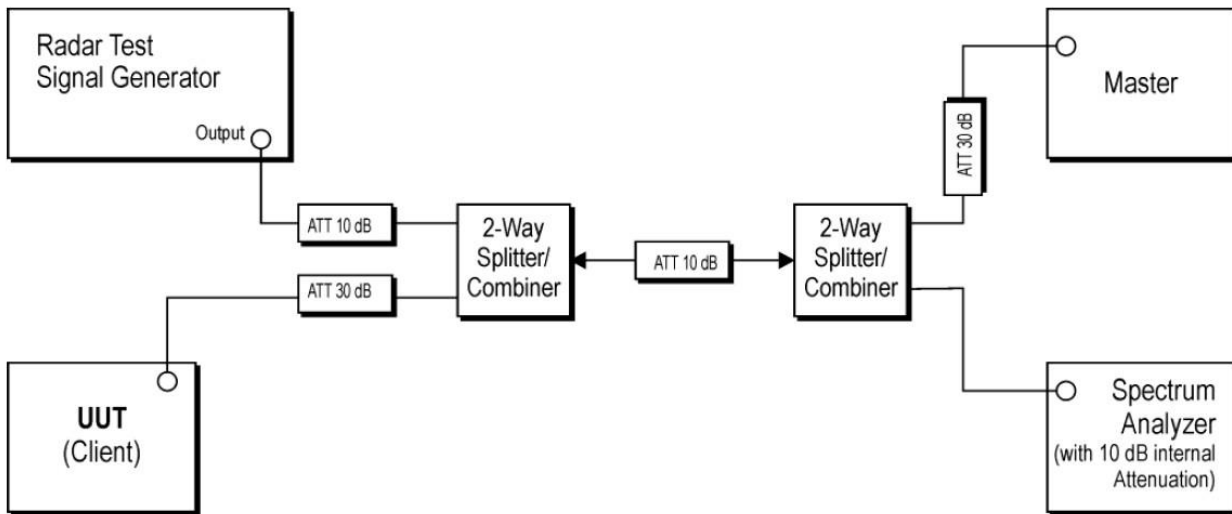 Radar Test
Signal Generator
Output
ATT 10 dB
ATT 30 dB
UUT
(Client)
2-Way
Splitter/
Combiner
ATT 10 dB
2-Way
Splitter/
Combiner
ATT 30 dB
Master
Spectrum
Analyzer
(with 10 dB internal
Attenuation)